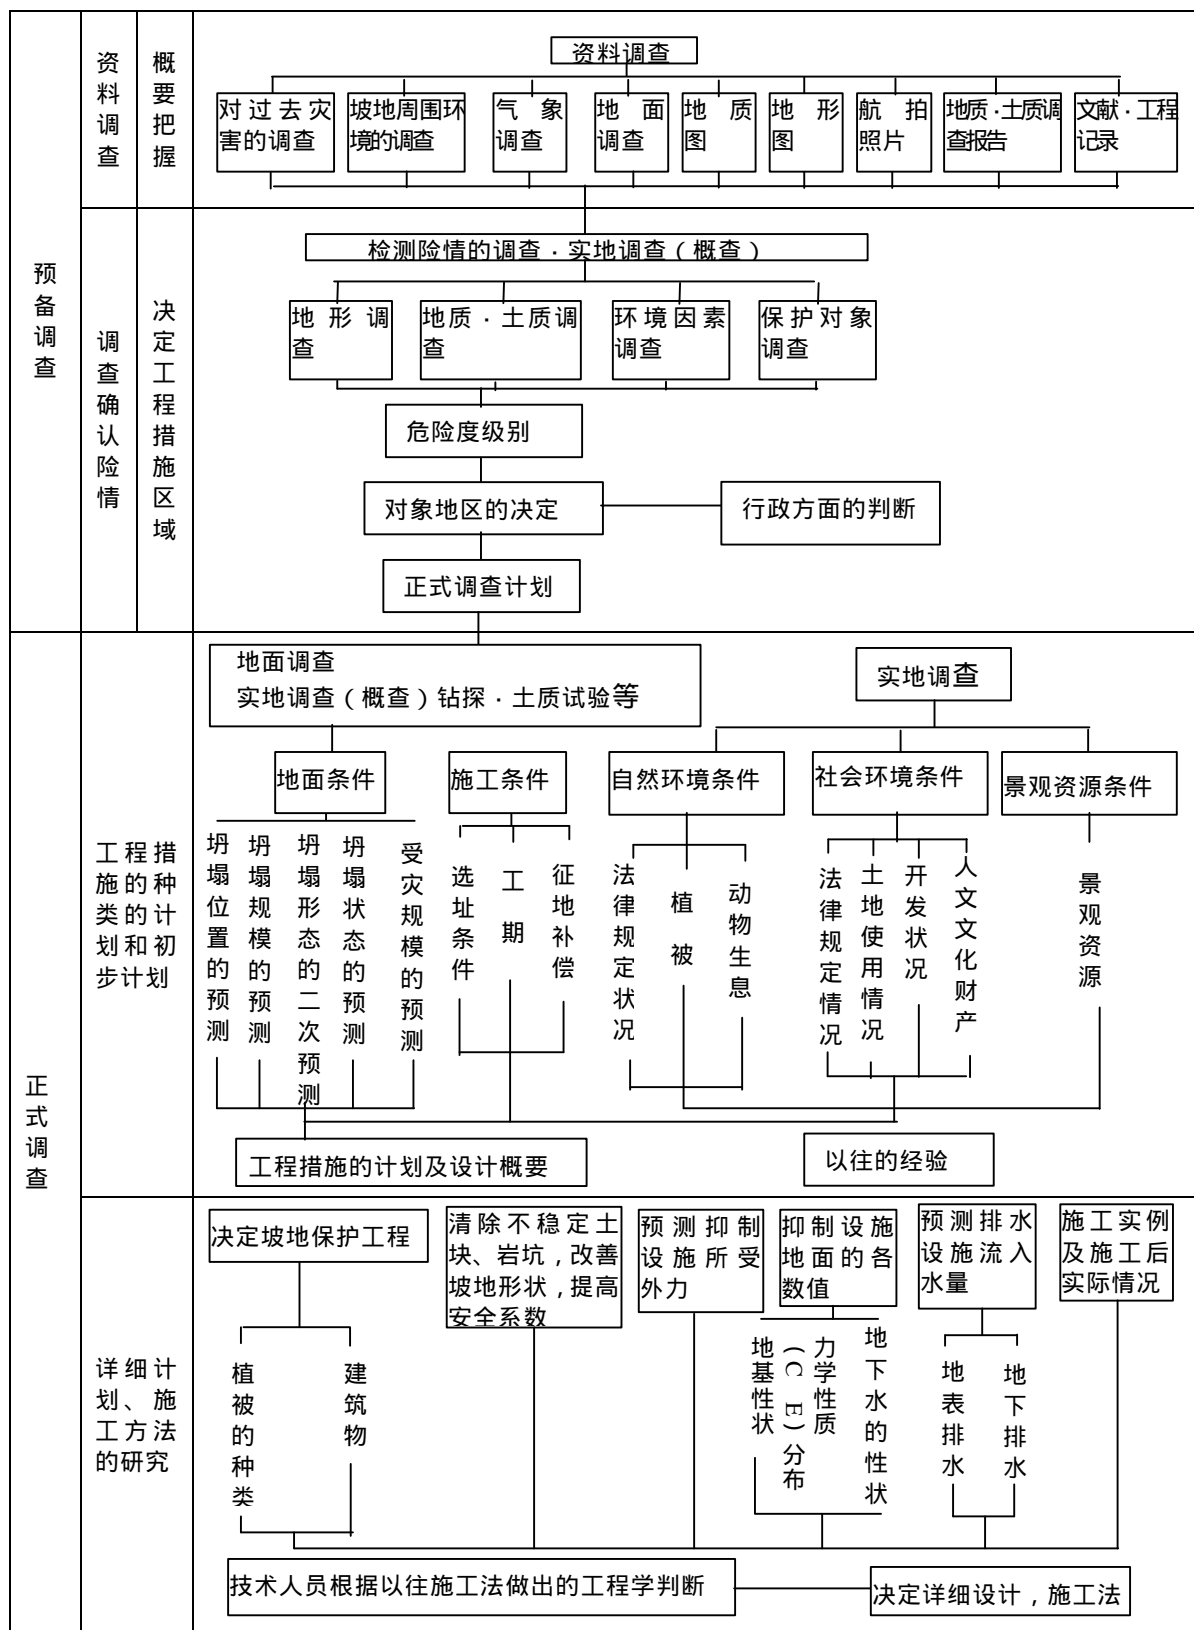 预备调查
资料调查
概要把握
资料调查
对过去灾
害的调查
坡地周围环
境的调查
气象
调查
地面
调查
地质
图
地形
图
航拍
照片
地质·土质调
查报告
文献·工程
记录
调查确认险情
决定工程措施区域
检测险情的调查·实地调查（概查）
地形调
查
地质·土质调
查
环境因素
调查
保护对象
调查
危险度级别
对象地区的决定
行政方面的判断
正式调查计划
正式调查
工程措
施的种
类的计
划和初
步计划
地面调查
实地调查（概查）钻探·土质试验等
实地调查
地面条件
施工条件
自然环境条件
社会环境条件
景观资源条件
坍塌位置的预测
坍塌规模的预测
坍塌形态的二次预测
坍塌状态的预测
受灾规模的预测
选址条件
工期
征地补偿
法律规定状况
植被
动物生息
法律规定情况
土地使用情况
开发状况
人文文化财产
景观资源
工程措施的计划及设计概要
以往的经验
详细计
划、施
工方法
的研究
决定坡地保护工程
清除不稳定土
块、岩坑，改善
坡地形状，提高
安全系数
预测抑制
设施所受
外力
抑制设施
地面的各
数值
预测排水
设施流入
水量
施工实例
及施工后
实际情况
植被的种类
建筑物
地基性状
（C E）分布
力学性质
地下水的性状
地表排水
地下排水
技术人员根据以往施工法做出的工程学判断
决定详细设计，施工法